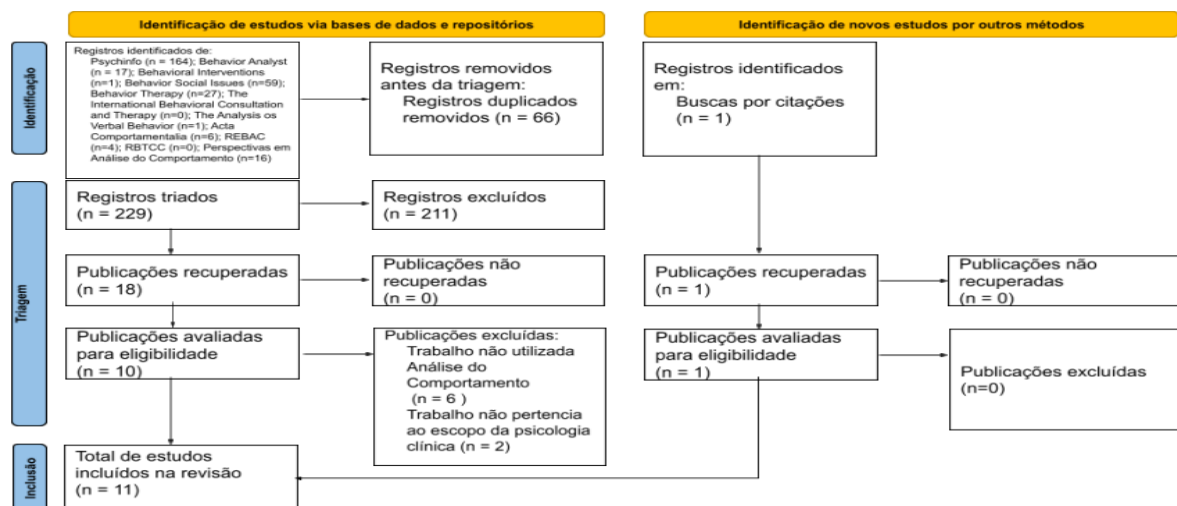 Identificação de estudos via bases de dados e repositórios
Identificação de novos estudos por outros métodos
Identificação
Registros identificados de:
Psychinfo (n = 164); Behavior Analyst
(n = 17); Behavioral Interventions
(n=1); Behavior Social Issues (n=59);
Behavior Therapy (n=27); The
International Behavioral Consultation
and Therapy (n=0); The Analysis os
Verbal Behavior (n=1); Acta
Comportamentalia (n=6); REBAC
(n=4); RBTCC (n=0); Perspectivas em
Análise do Comportamento (n=16)
Registros removidos
antes da triagem:
Registros duplicados
removidos (n = 66)
Registros identificados
em:
Buscas por citações
(n = 1)
Triagem
Registros triados
(n = 229)
Registros excluídos
(n = 211)
Publicações recuperadas
(n = 18)
Publicações não
recuperadas
(n = 0)
Publicações recuperadas
(n = 1)
Publicações não
recuperadas
(n = 0)
Publicações avaliadas
para eligibilidade
(n = 10)
Publicações excluídas:
Trabalho não utilizada
Análise do
Comportamento
(n = 6 )
Trabalho não pertencia
ao escopo da psicologia
clínica (n = 2)
Publicações avaliadas
para eligibilidade
(n = 1)
Publicações excluídas
(n=0)
Inclusão
Total de estudos
incluídos na revisão
(n = 11)